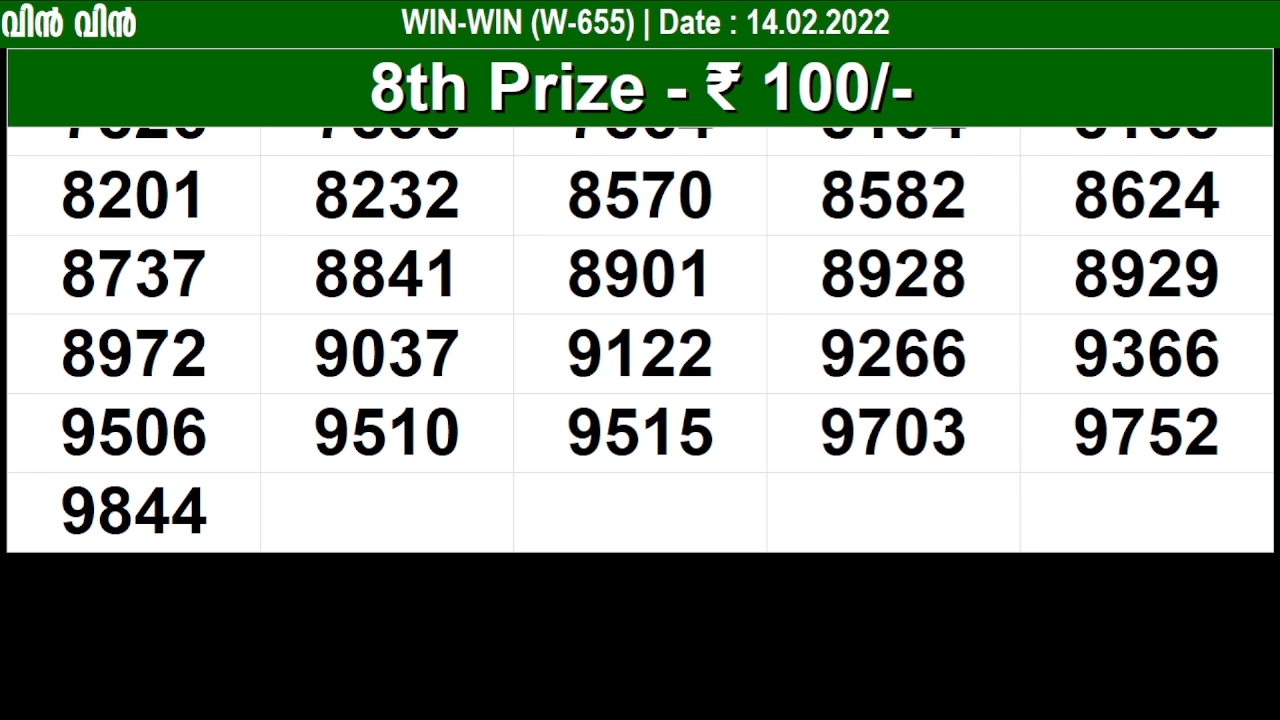 വിൻ വിൻ WIN-WIN (W-655) | Date : 14.02.2022
8th Prize - ₹ 100/-
8201 8232 8570 8582 8624
8737 8841 8901 8928 8929
8972 9037 9122 9266 9366
9506 9510 9515 9703 9752
9844